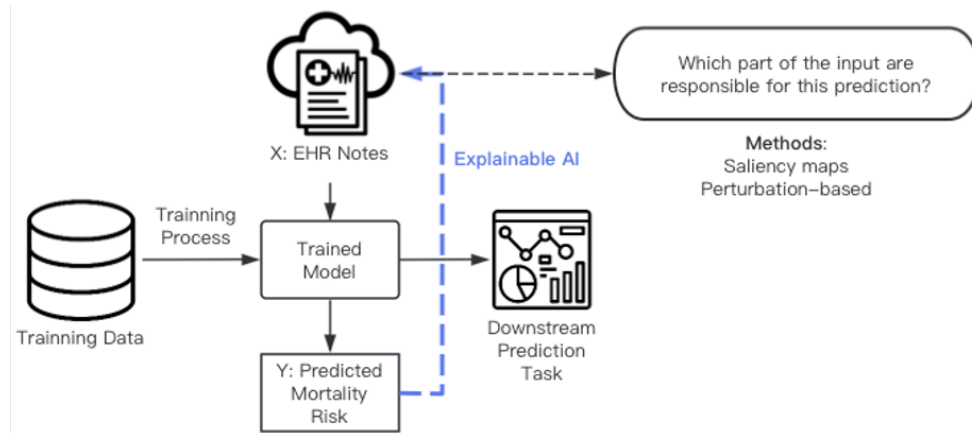 Which part of the input are
responsible for this prediction?
X: EHR Notes
Methods:
Saliency maps
Perturbation-based
Explainable AI
Trainning
Process
Trained
Model
Trainning Data
Downstream
Prediction
Task
Y: Predicted
Mortality
Risk